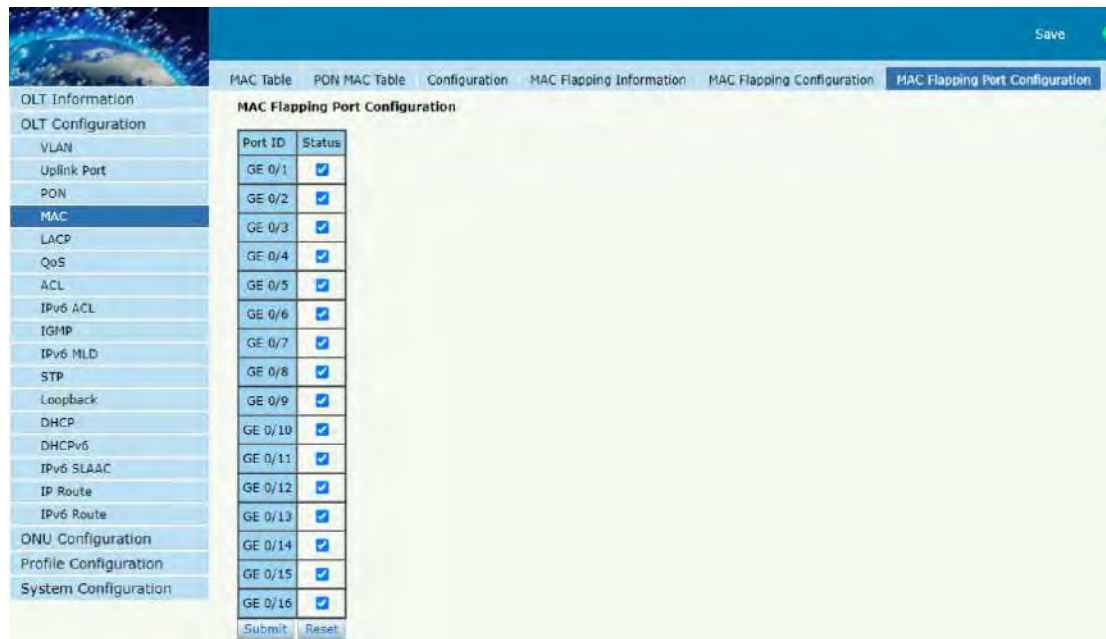 Save
MAC Table PON MAC Table Configuration MAC Flapping Information MAC Flapping Configuration MAC Flapping Port Configuration
OLT Information
OLT Configuration
VLAN
Uplink Port
PON
MAC
LACP
QoS
ACL
IPv6 ACL
IGMP
IPv6 MLD
STP
Loopback
DHCP
DHCPv6
IPv6 SLAAC
IP Route
IPv6 Route
ONU Configuration
Profile Configuration
System Configuration
MAC Flapping Port Configuration
Port ID Status
GE 0/1
GE 0/2
GE 0/3
GE 0/4
GE 0/5
GE 0/6
GE 0/7
GE 0/8
GE 0/9
GE 0/10
GE 0/11
GE 0/12
GE 0/13
GE 0/14
GE 0/15
GE 0/16
Submit Reset